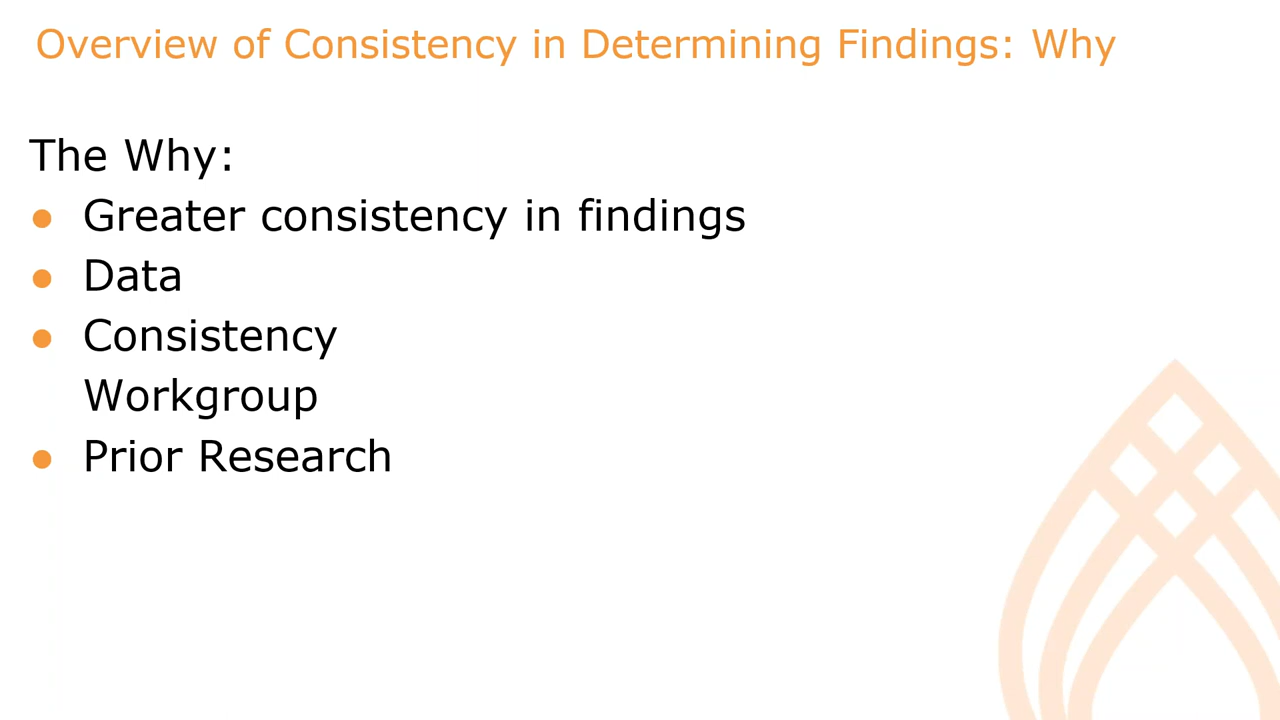 Overview of Consistency in Determining Findings: Why
The Why:
● Greater consistency in findings
● Data
● Consistency
Workgroup
● Prior Research